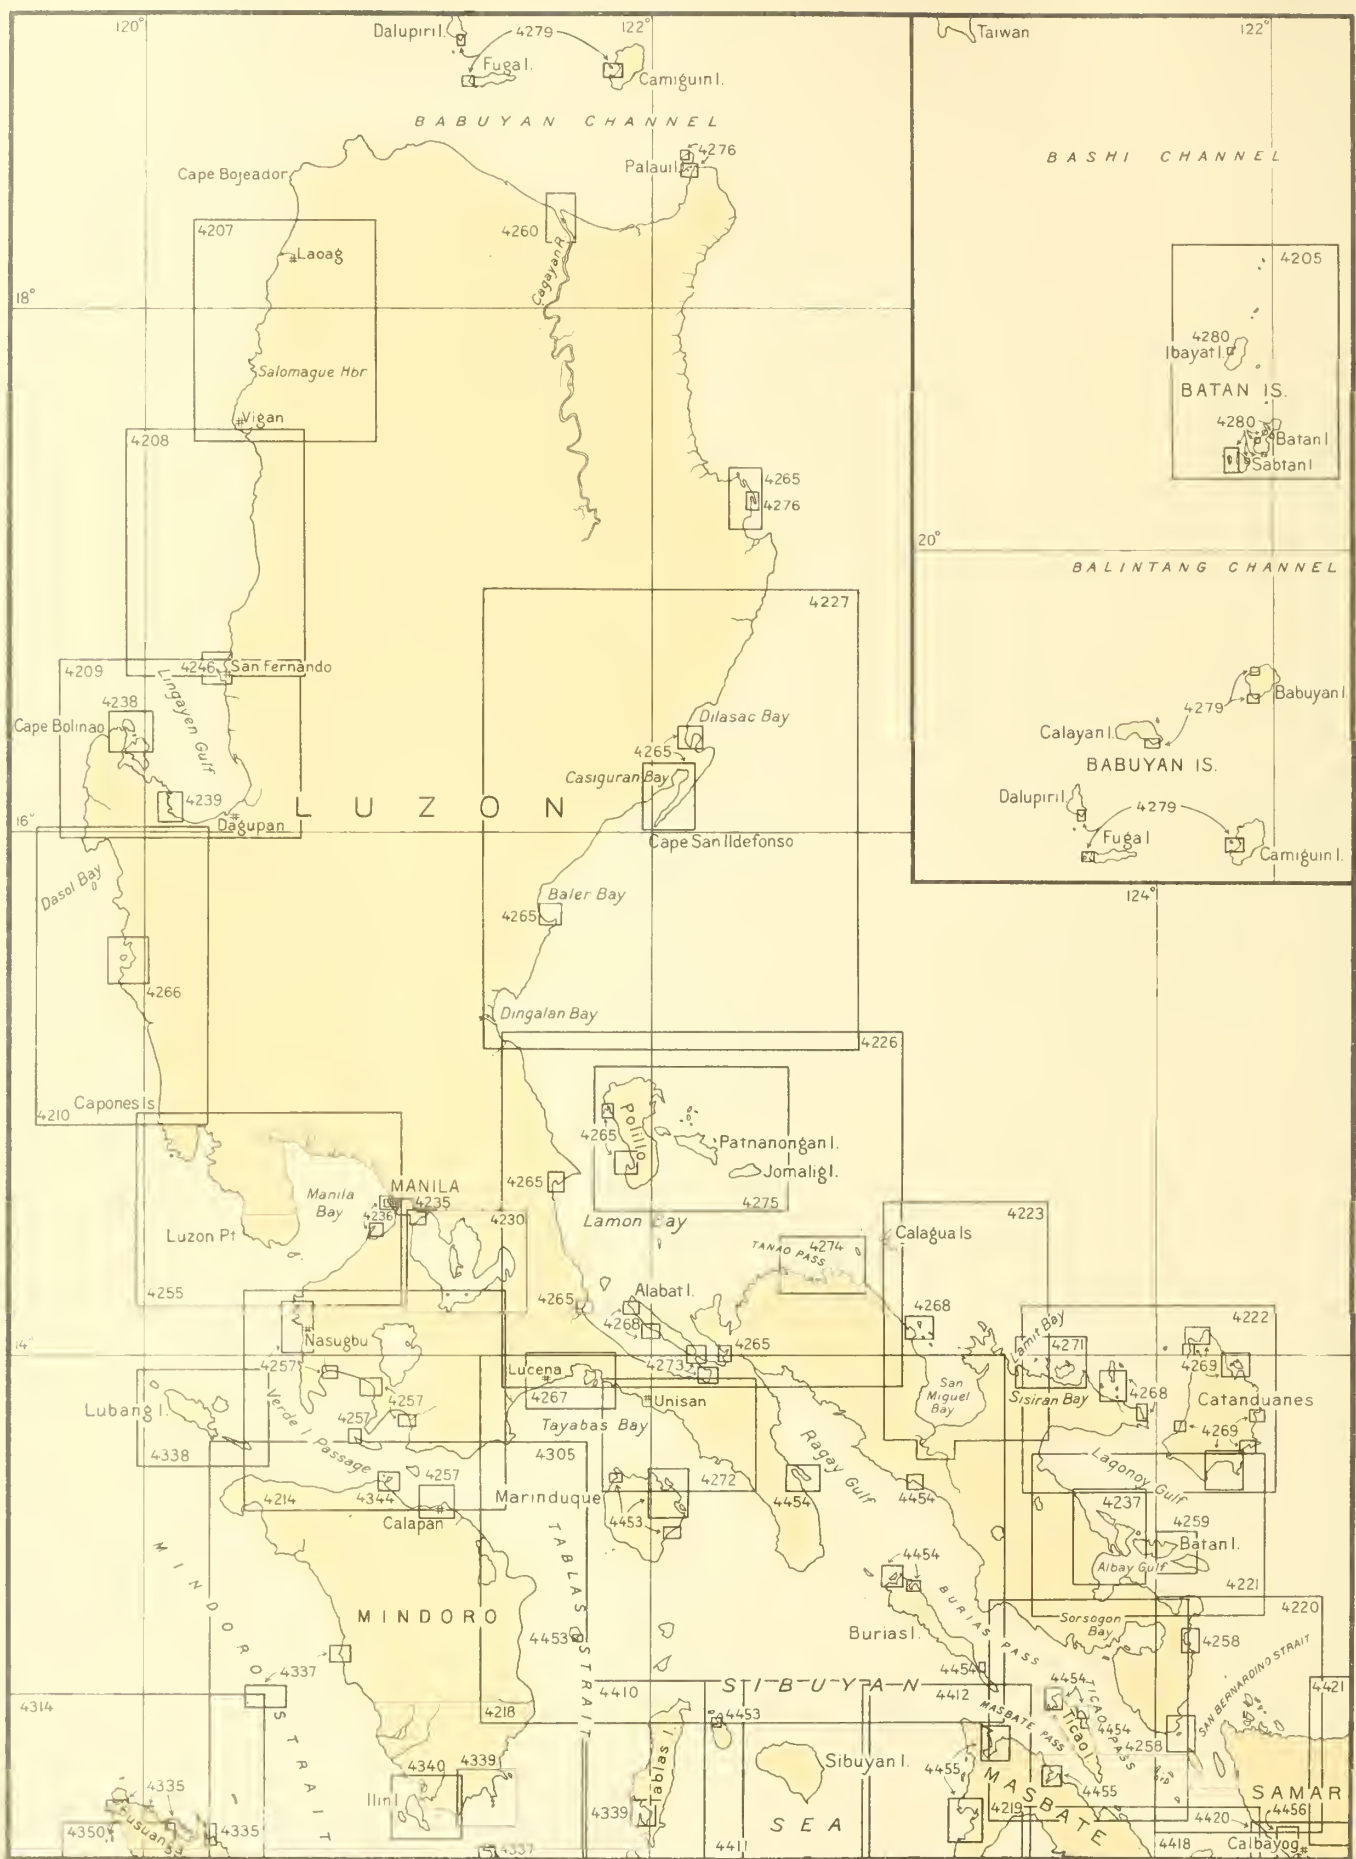 120°
122°
Dalupiri I.
4279
Fuga I.
Camiguin I.
Taiwan
122°
BABUYAN CHANNEL
BASHI CHANNEL
4276
Palaui I.
Cape Bojeador
4207
4260
Laoag
Cagayan R.
4205
18°
4280
Ibayat I.
Salomague Hbr
BATAN IS.
Vigan
4208
4280
Batan I
Sabtan I
4265
4276
20°
BALINTANG CHANNEL
4227
4209
4246
San Fernando
Lingayen Gulf
4238
Cape Bolinao
Babuyan I
4279
Dilasac Bay
Calayan I.
4265
BABUYAN IS.
Casiguran Bay
4239
LUZON
Dagupan
Dalupiri I.
4279
16°
Cape San Ildefonso
Fuga I
Camiguin I.
Dasol Bay
124°
Baler Bay
4265
4266
Dingalan Bay
4226
4210
Capones Is
Polillo
4265
Patnanongan I.
Jomalig I.
4265
4275
MANILA
Manila Bay
4235
4236
4230
Lamon Bay
4223
Luzon Pt
Calagua Is
TANAO PASS
4274
4255
Alabat I.
4265
4268
4268
4222
Nasugbu
4265
14
Lamit Bay
4271
4273
4269
4257
Lucena
4267
San Miguel Bay
Sisiran Bay
4268
Catanduanes
Unisan
4257
Lubang I.
Tayabas Bay
Verde I. Passage
4257
4269
4338
4305
Ragay Gulf
Lagonoy Gulf
4257
4272
4214
4344
Marinduque
4454
4454
4237
Calapan
4453
4259
Batan I.
Albay Gulf
4454
4221
MINDORO STRAIT
TABLAS STRAIT
MINDORO
BURIAS PASS
4220
Sorsogon Bay
Burias I.
4453
4258
SAN BERNARDINO STRAIT
4337
4454
4454
TICAO PASS
4314
4410
SIBUYAN
4412
4421
4218
4453
MASBATE PASS
Ticao I.
4454
4258
Tablas I.
Sibuyan I.
4340
4339
4335
Ilin I
4455
4455
MASBATE
SAMAR
Busuanga
4339
4219
4456
4350
4335
SEA
4420
4337
4411
4418
Calbayog